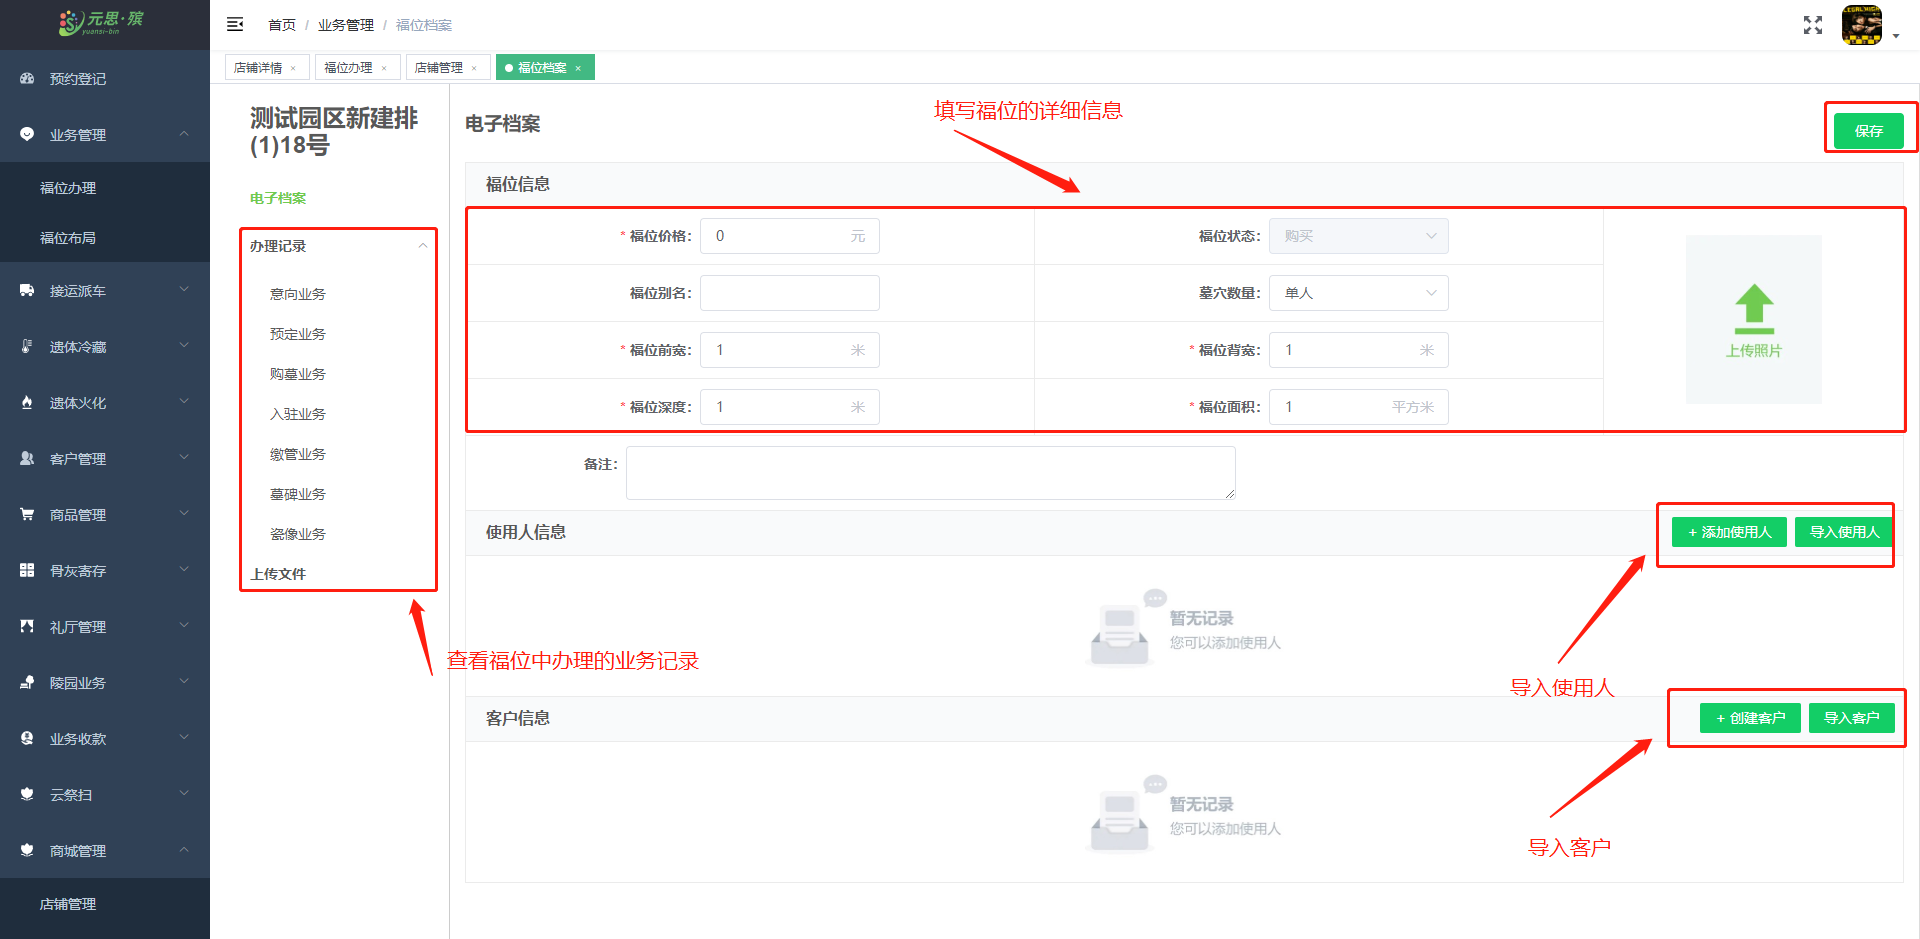 元思·殡
yuansi-bin
首页 / 业务管理 / 福位档案
店铺详情 ×
福位办理 ×
店铺管理 ×
福位档案 ×
预约登记
业务管理
福位办理
福位布局
接运派车
遗体冷藏
遗体火化
客户管理
商品管理
骨灰寄存
礼厅管理
陵园业务
业务收款
云祭扫
商城管理
店铺管理
测试园区新建排
(1)18号
电子档案
办理记录
意向业务
预定业务
购墓业务
入驻业务
缴管业务
墓碑业务
瓷像业务
上传文件
查看福位中办理的业务记录
电子档案
填写福位的详细信息
保存
福位信息
* 福位价格： 0 元
福位状态： 购买
福位别名：
墓穴数量： 单人
* 福位前宽： 1 米
* 福位背宽： 1 米
* 福位深度： 1 米
* 福位面积： 1 平方米
上传照片
备注：
使用人信息
+ 添加使用人
导入使用人
暂无记录
您可以添加使用人
导入使用人
客户信息
+ 创建客户
导入客户
暂无记录
您可以添加使用人
导入客户